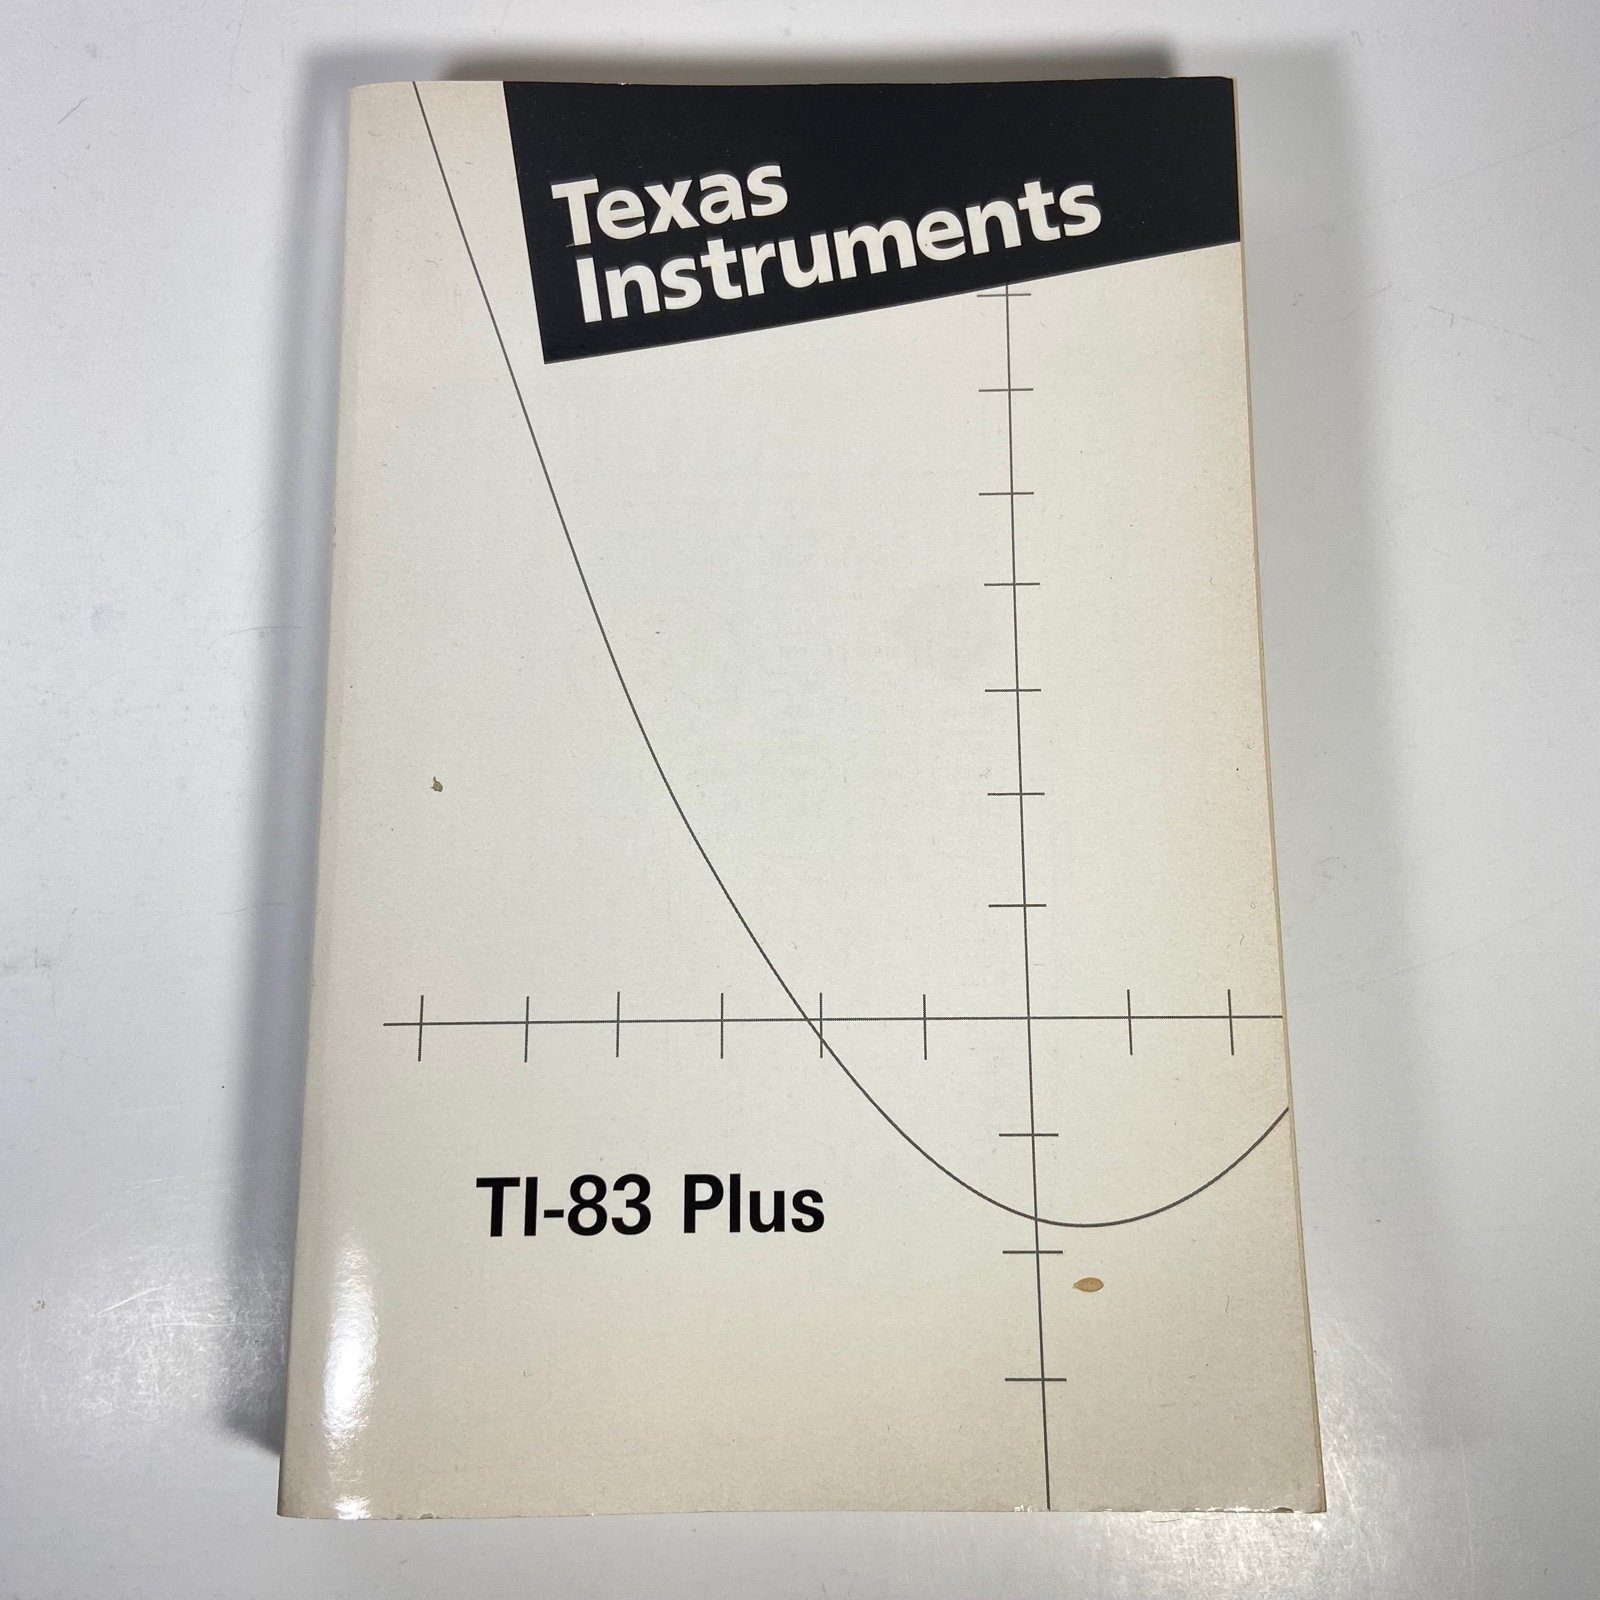 Texas
Instruments
TI-83 Plus